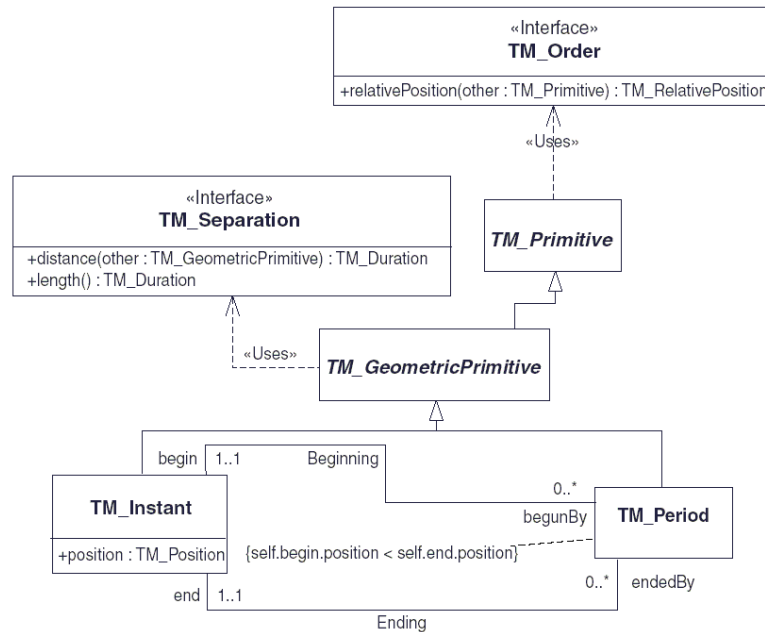 «Interface»
TM_Order
+relativePosition(other : TM_Primitive) : TM_RelativePosition
«Uses»
«Interface»
TM_Separation
+distance(other : TM_GeometricPrimitive) : TM_Duration
+length() : TM_Duration
TM_Primitive
«Uses»
TM_GeometricPrimitive
begin
1..1
Beginning
0..*
begunBy
TM_Instant
+position : TM_Position
TM_Period
{self.begin.position < self.end.position}
end
1..1
0..*
endedBy
Ending